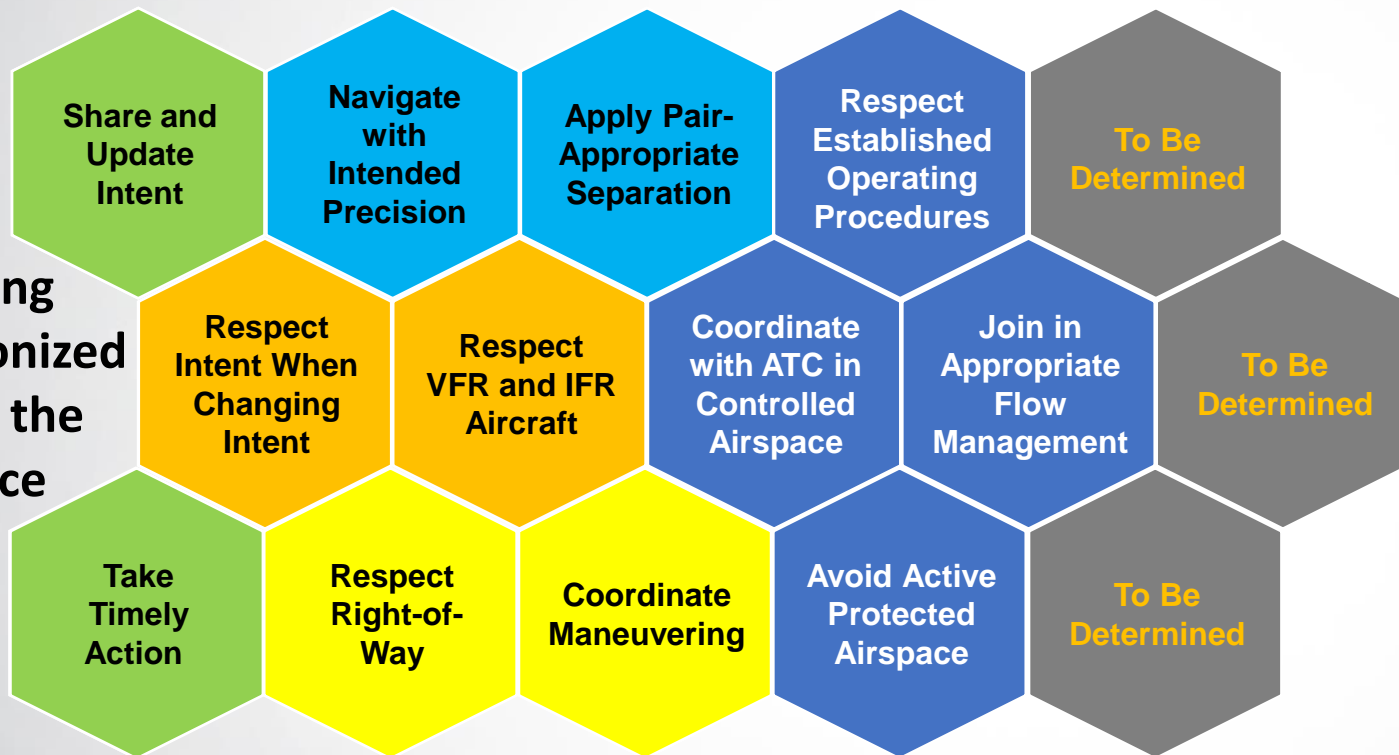 Share and
Update
Intent
Navigate
with
Intended
Precision
Apply Pair-
Appropriate
Separation
Respect
Established
Operating
Procedures
To Be
Determined
the
Respect
Intent When
Changing
Intent
Respect
VFR and IFR
Aircraft
Coordinate
with ATC in
Controlled
Airspace
Join in
Appropriate
Flow
Management
To Be
Determined
Take
Timely
Action
Respect
Right-of-
Way
Coordinate
Maneuvering
Avoid Active
Protected
Airspace
To Be
Determined